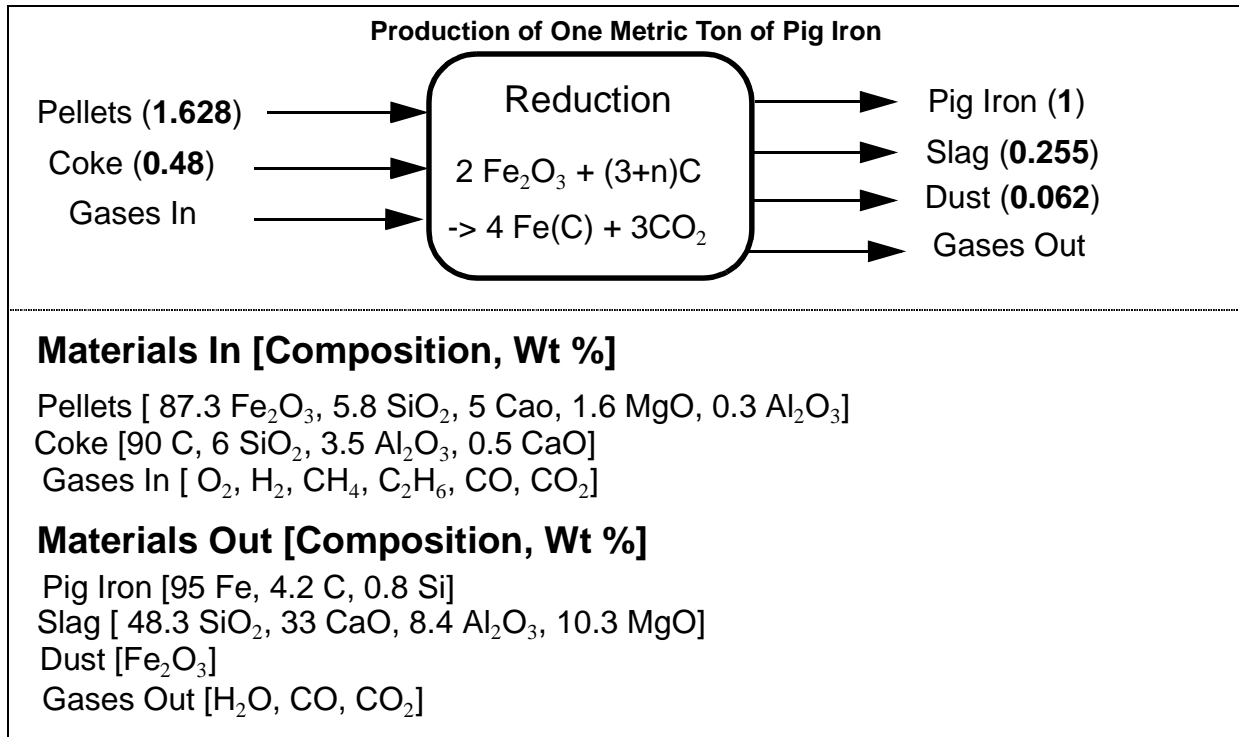 Production of One Metric Ton of Pig Iron
Pellets (1.628)
Coke (0.48)
Gases In
Reduction
2 Fe₂O₃ + (3+n)C
-> 4 Fe(C) + 3CO₂
Pig Iron (1)
Slag (0.255)
Dust (0.062)
Gases Out
Materials In [Composition, Wt %]
Pellets [ 87.3 Fe₂O₃, 5.8 SiO₂, 5 Cao, 1.6 MgO, 0.3 Al₂O₃]
Coke [90 C, 6 SiO₂, 3.5 Al₂O₃, 0.5 CaO]
Gases In [ O₂, H₂, CH₄, C₂H₆, CO, CO₂]
Materials Out [Composition, Wt %]
Pig Iron [95 Fe, 4.2 C, 0.8 Si]
Slag [ 48.3 SiO₂, 33 CaO, 8.4 Al₂O₃, 10.3 MgO]
Dust [Fe₂O₃]
Gases Out [H₂O, CO, CO₂]